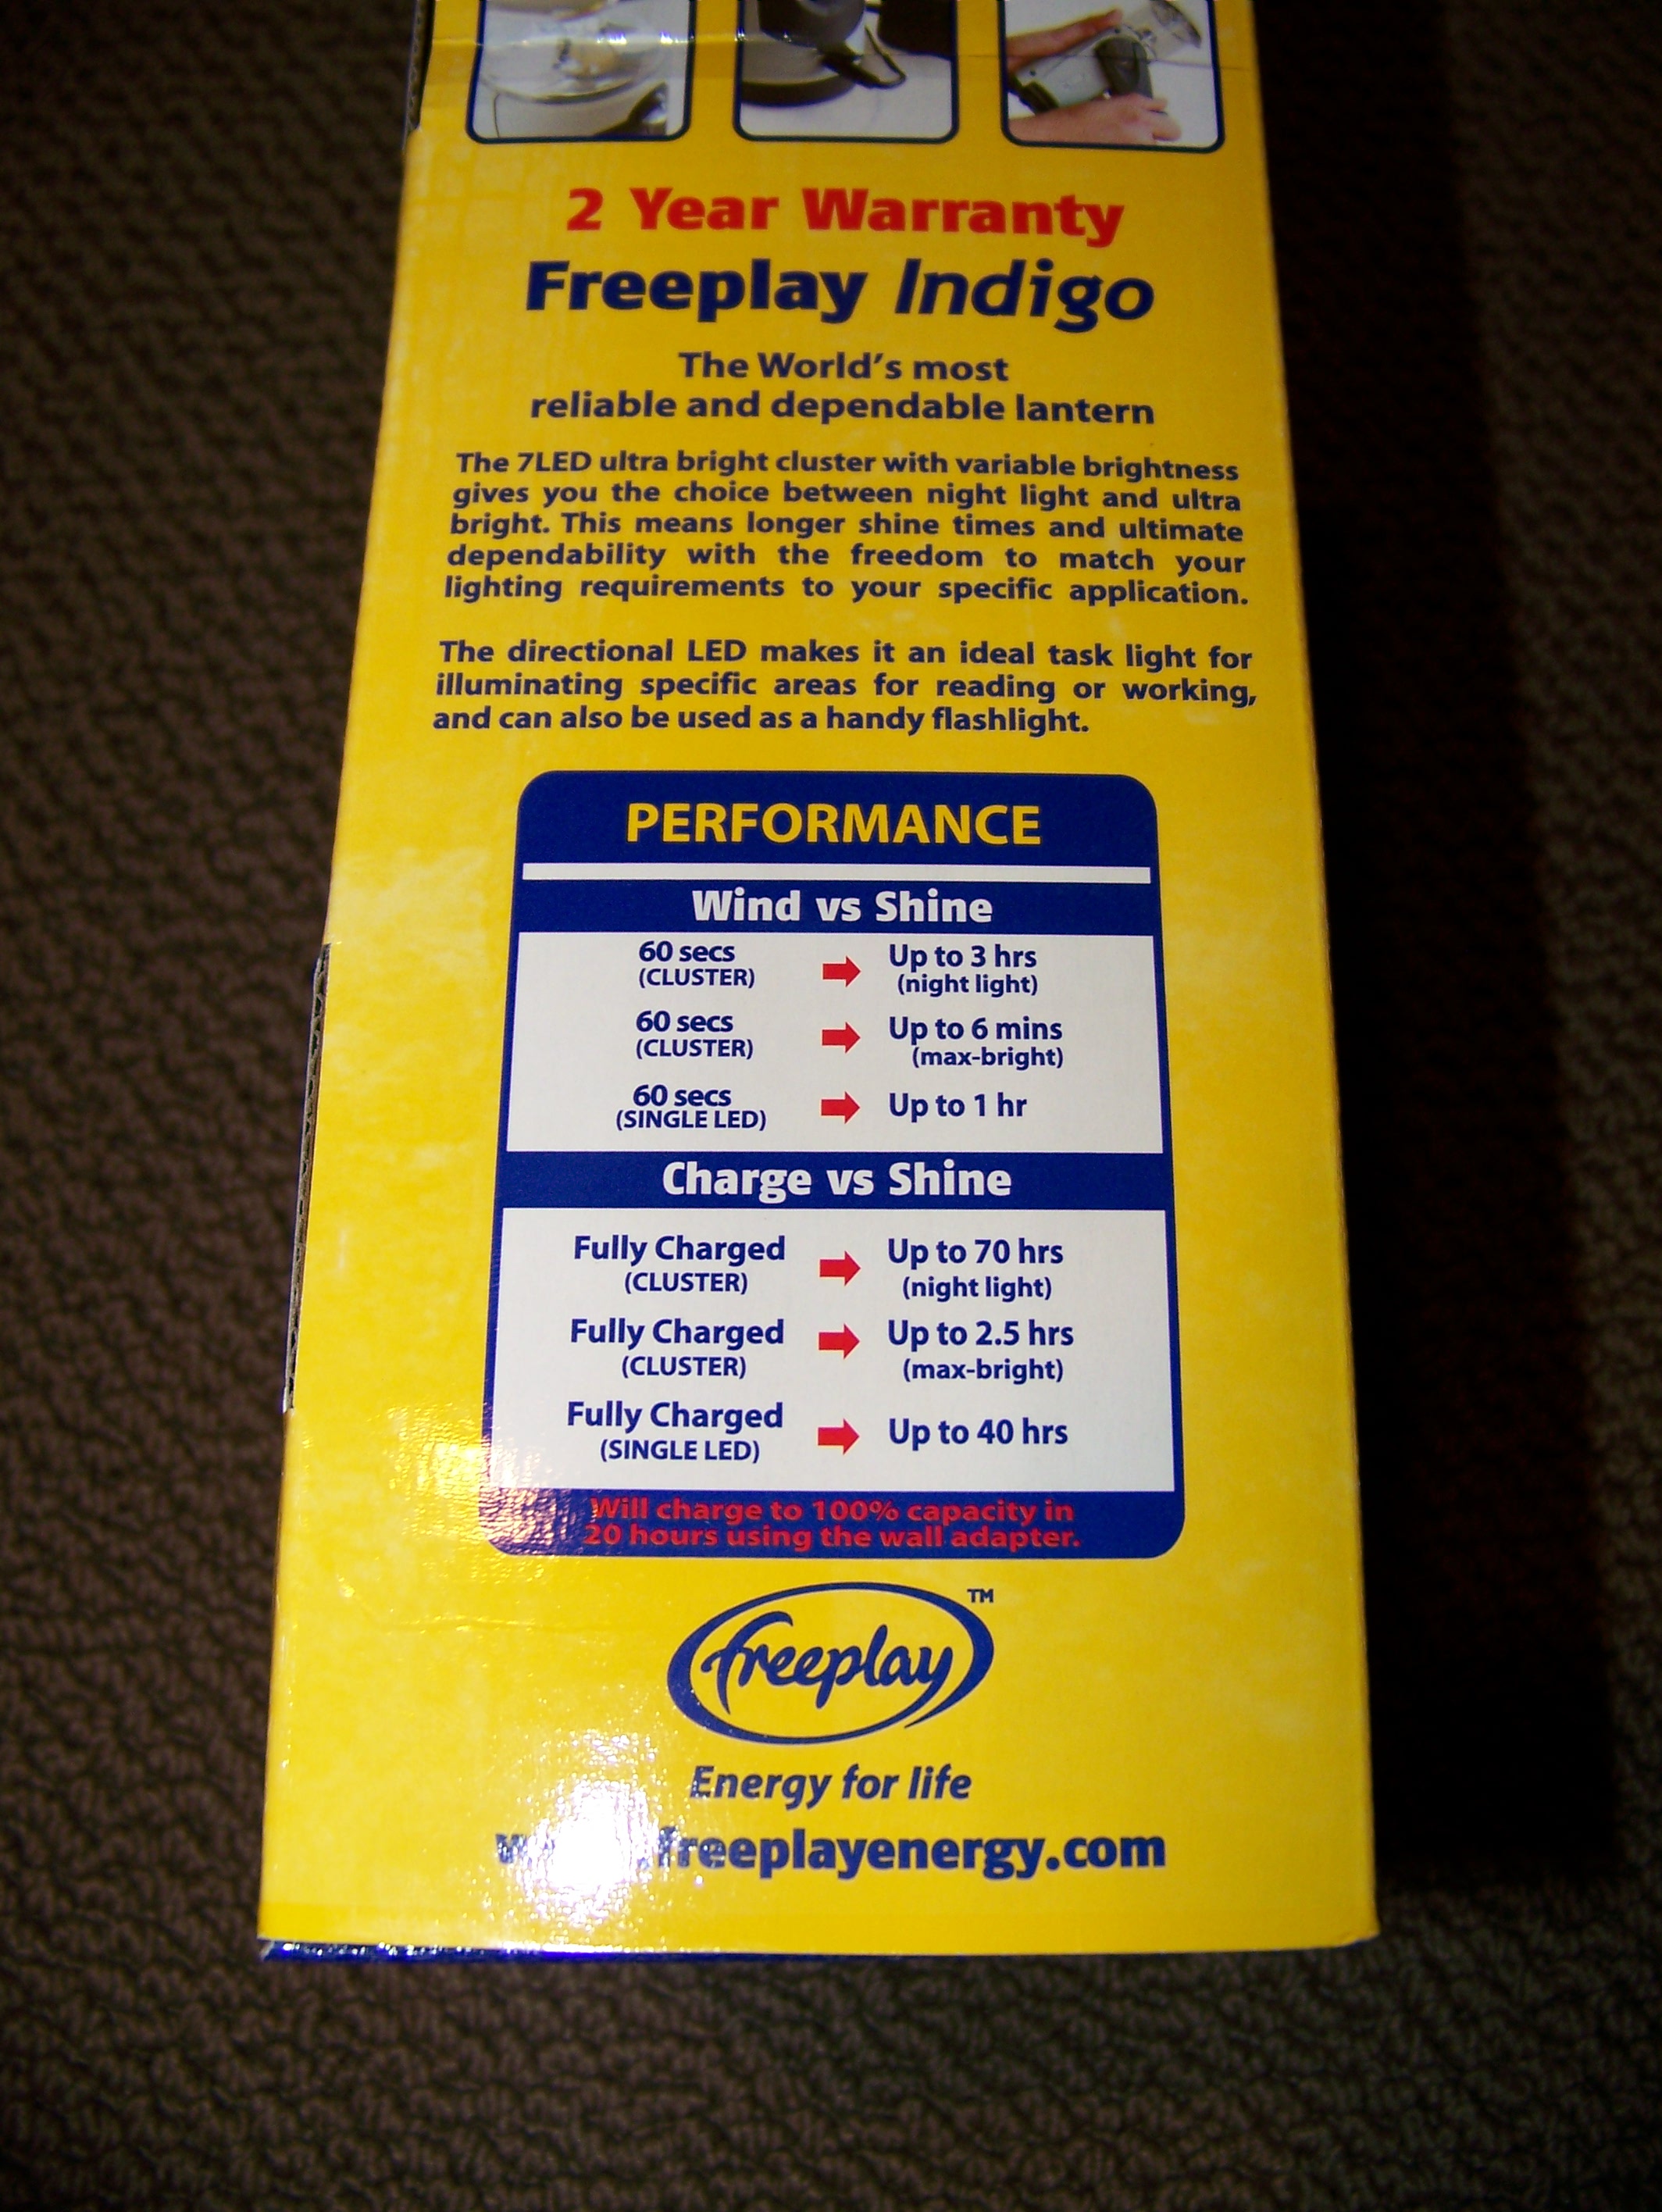 2 Year Warranty
Freeplay Indigo
The World's most
reliable and dependable lantern
The 7LED ultra bright cluster with variable brightness
gives you the choice between night light and ultra
bright. This means longer shine times and ultimate
dependability with the freedom to match your
lighting requirements to your specific application.
The directional LED makes it an ideal task light for
illuminating specific areas for reading or working,
and can also be used as a handy flashlight.
PERFORMANCE
Wind vs Shine
60 secs Up to 3 hrs
(CLUSTER) (night light)
60 secs Up to 6 mins
(CLUSTER) (max-bright)
60 secs Up to 1 hr
(SINGLE LED)
Charge vs Shine
Fully Charged Up to 70 hrs
(CLUSTER) (night light)
Fully Charged Up to 2.5 hrs
(CLUSTER) (max-bright)
Fully Charged Up to 40 hrs
(SINGLE LED)
Will charge to 100% capacity in
20 hours using the wall adapter.
freeplay TM
Energy for life
freeplayenergy.com